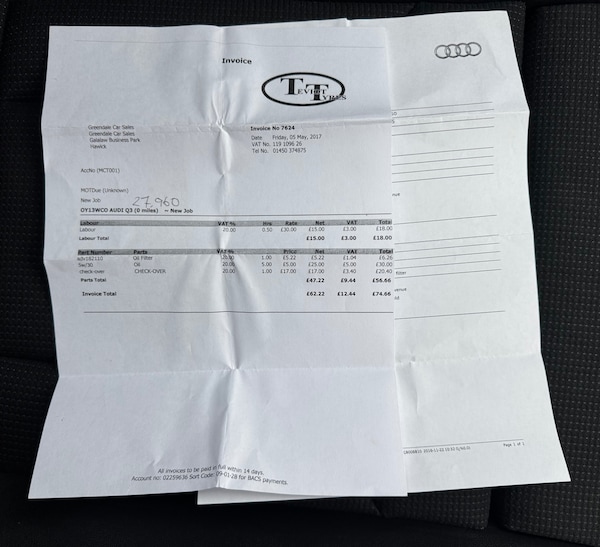 Invoice
TEVIOT
TYRES
Greendale Car Sales
Greendale Car Sales
Galalaw Business Park
Hawick
Invoice No 7624
Date Friday, 05 May, 2017
VAT No. 119 1096 26
Tel No. 01450 374875
AccNo (MCT001)
MOTDue (Unknown)
New Job 27,960
OY13WCO AUDI Q3 (0 miles) -- New Job
Labour VAT % Hrs Rate Net VAT Total
Labour 20.00 0.50 £30.00 £15.00 £3.00 £18.00
Labour Total £15.00 £3.00 £18.00
Part Number Parts VAT % Price Net VAT Total
adv182110 Oil Filter 20.00 1.00 £5.22 £5.22 £1.04 £6.26
5w/30 Oil 20.00 5.00 £5.00 £25.00 £5.00 £30.00
check-over CHECK-OVER 20.00 1.00 £17.00 £17.00 £3.40 £20.40
Parts Total £47.22 £9.44 £56.66
Invoice Total £62.22 £12.44 £74.66
All invoices to be paid in full within 14 days.
Account no: 02259636 Sort Code: 09-01-28 for BACS payments.
filter
Page 1 of 1